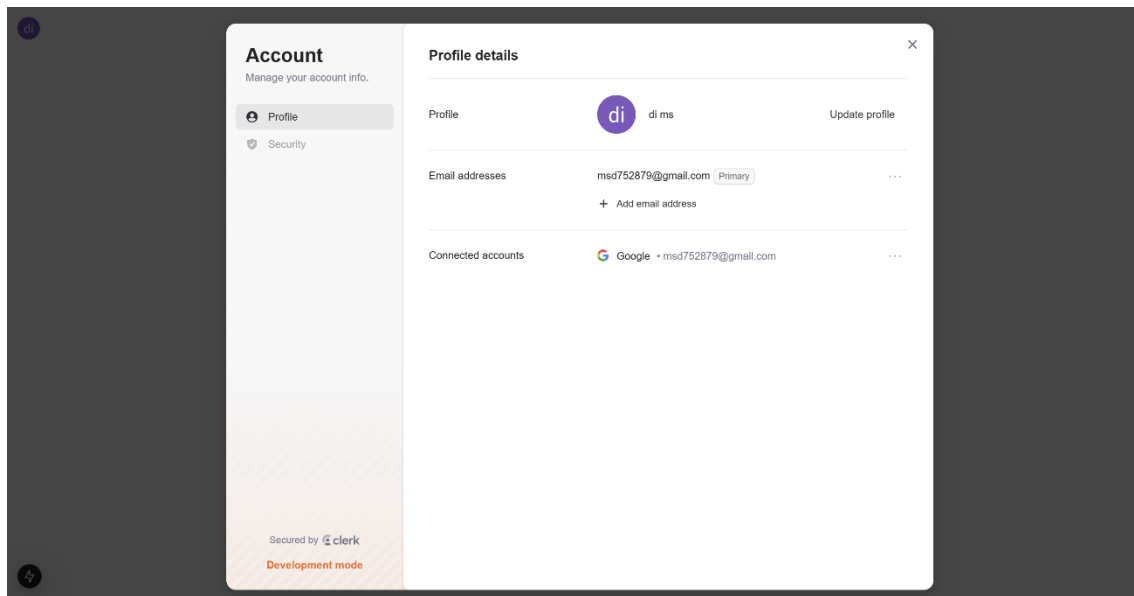 di
Account
Manage your account info.
Profile
Security
Secured by clerk
Development mode
Profile details
Profile
di
di ms
Update profile
Email addresses
msd752879@gmail.com Primary
+ Add email address
Connected accounts
Google • msd752879@gmail.com